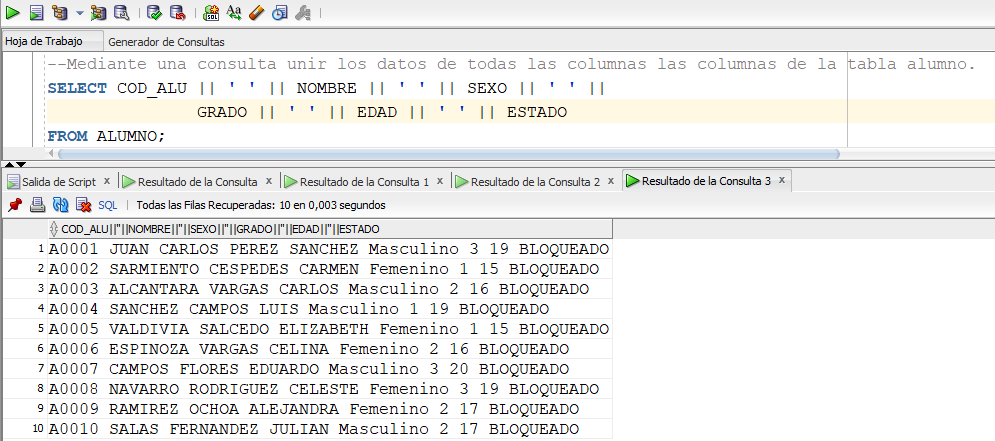 Hoja de Trabajo Generador de Consultas
--Mediante una consulta unir los datos de todas las columnas las columnas de la tabla alumno.
SELECT COD_ALU || ' ' || NOMBRE || ' ' || SEXO || ' ' ||
GRADO || ' ' || EDAD || ' ' || ESTADO
FROM ALUMNO;
Salida de Script x Resultado de la Consulta x Resultado de la Consulta 1 x Resultado de la Consulta 2 x Resultado de la Consulta 3 x
SQL | Todas las Filas Recuperadas: 10 en 0,003 segundos
COD_ALU||''||NOMBRE||''||SEXO||''||GRADO||''||EDAD||''||ESTADO
1 A0001 JUAN CARLOS PEREZ SANCHEZ Masculino 3 19 BLOQUEADO
2 A0002 SARMIENTO CESPEDES CARMEN Femenino 1 15 BLOQUEADO
3 A0003 ALCANTARA VARGAS CARLOS Masculino 2 16 BLOQUEADO
4 A0004 SANCHEZ CAMPOS LUIS Masculino 1 19 BLOQUEADO
5 A0005 VALDIVIA SALCEDO ELIZABETH Femenino 1 15 BLOQUEADO
6 A0006 ESPINOZA VARGAS CELINA Femenino 2 16 BLOQUEADO
7 A0007 CAMPOS FLORES EDUARDO Masculino 3 20 BLOQUEADO
8 A0008 NAVARRO RODRIGUEZ CELESTE Femenino 3 19 BLOQUEADO
9 A0009 RAMIREZ OCHOA ALEJANDRA Femenino 2 17 BLOQUEADO
10 A0010 SALAS FERNANDEZ JULIAN Masculino 2 17 BLOQUEADO